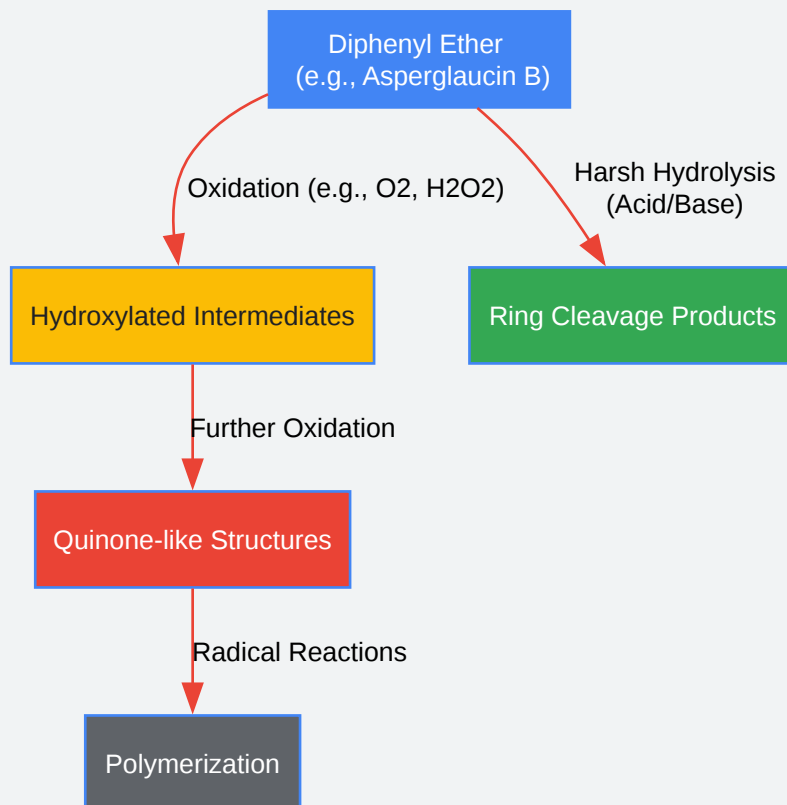 Diphenyl Ether
(e.g., Asperglaucin B)
Oxidation (e.g., O2, H2O2)
Harsh Hydrolysis
(Acid/Base)
Hydroxylated Intermediates
Ring Cleavage Products
Further Oxidation
Quinone-like Structures
Radical Reactions
Polymerization